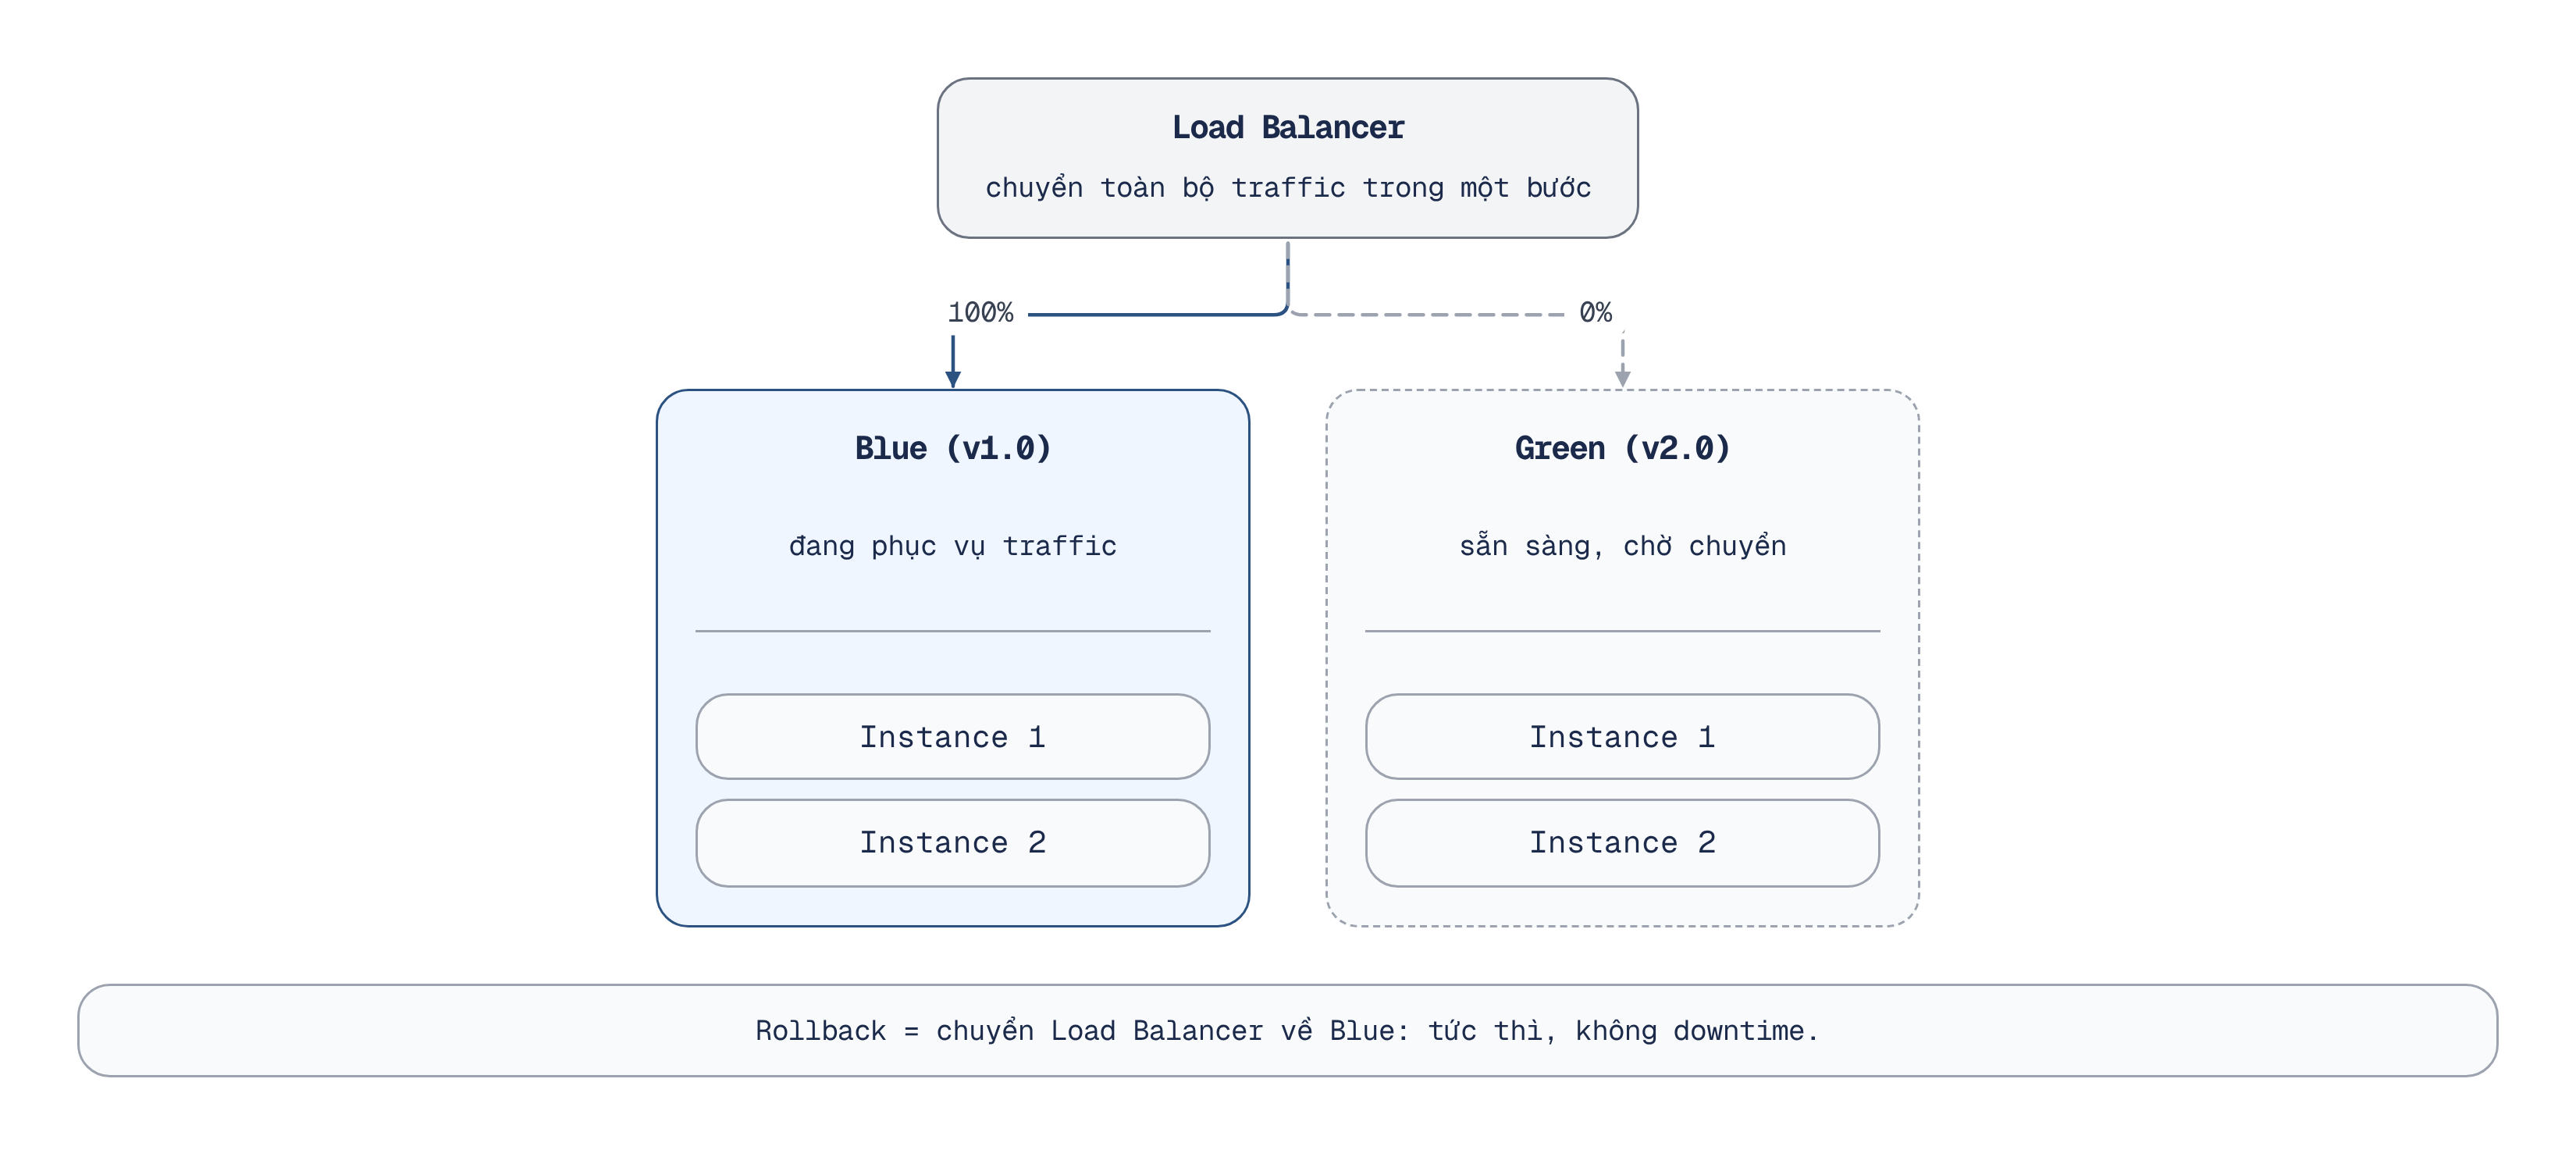 Load Balancer
chuyển toàn bộ traffic trong một bước
100%
0%
Blue (v1.0)
đang phục vụ traffic
Instance 1
Instance 2
Green (v2.0)
sẵn sàng, chờ chuyển
Instance 1
Instance 2
Rollback = chuyển Load Balancer về Blue: tức thì, không downtime.